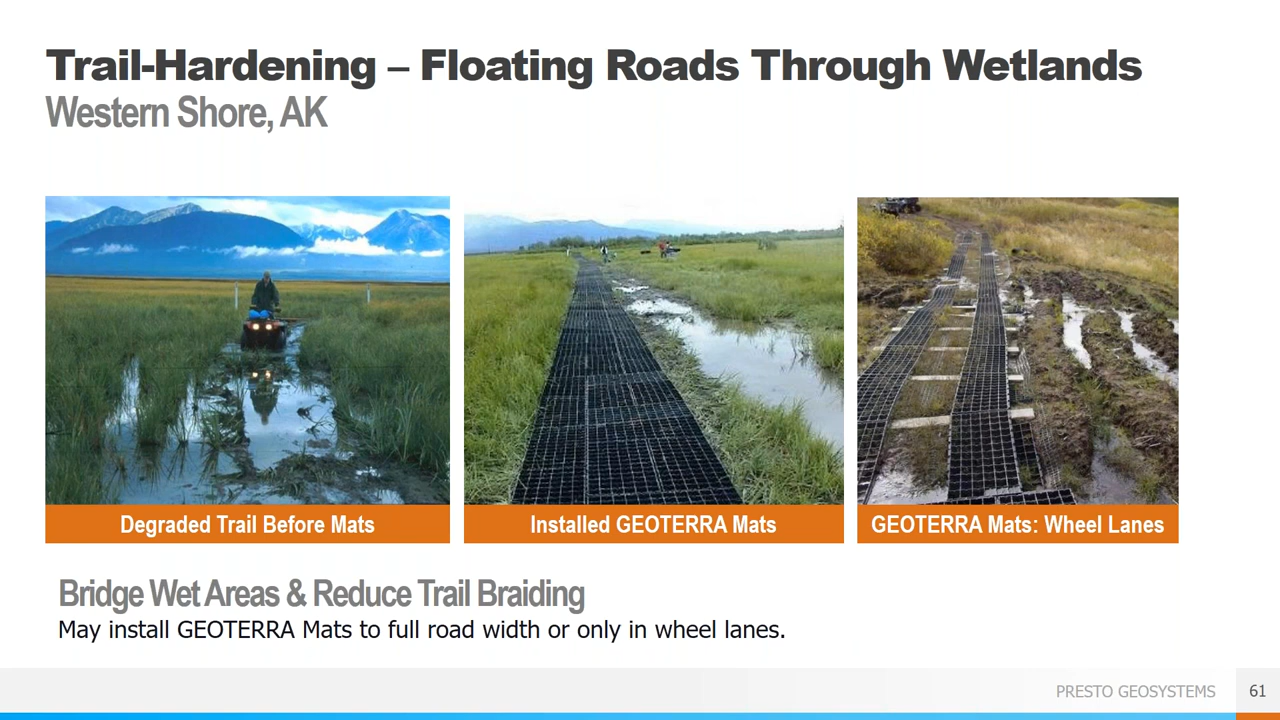 Trail-Hardening – Floating Roads Through Wetlands
Western Shore, AK
Degraded Trail Before Mats
Installed GEOTERRA Mats
GEOTERRA Mats: Wheel Lanes
Bridge Wet Areas & Reduce Trail Braiding
May install GEOTERRA Mats to full road width or only in wheel lanes.
PRESTO GEOSYSTEMS
61